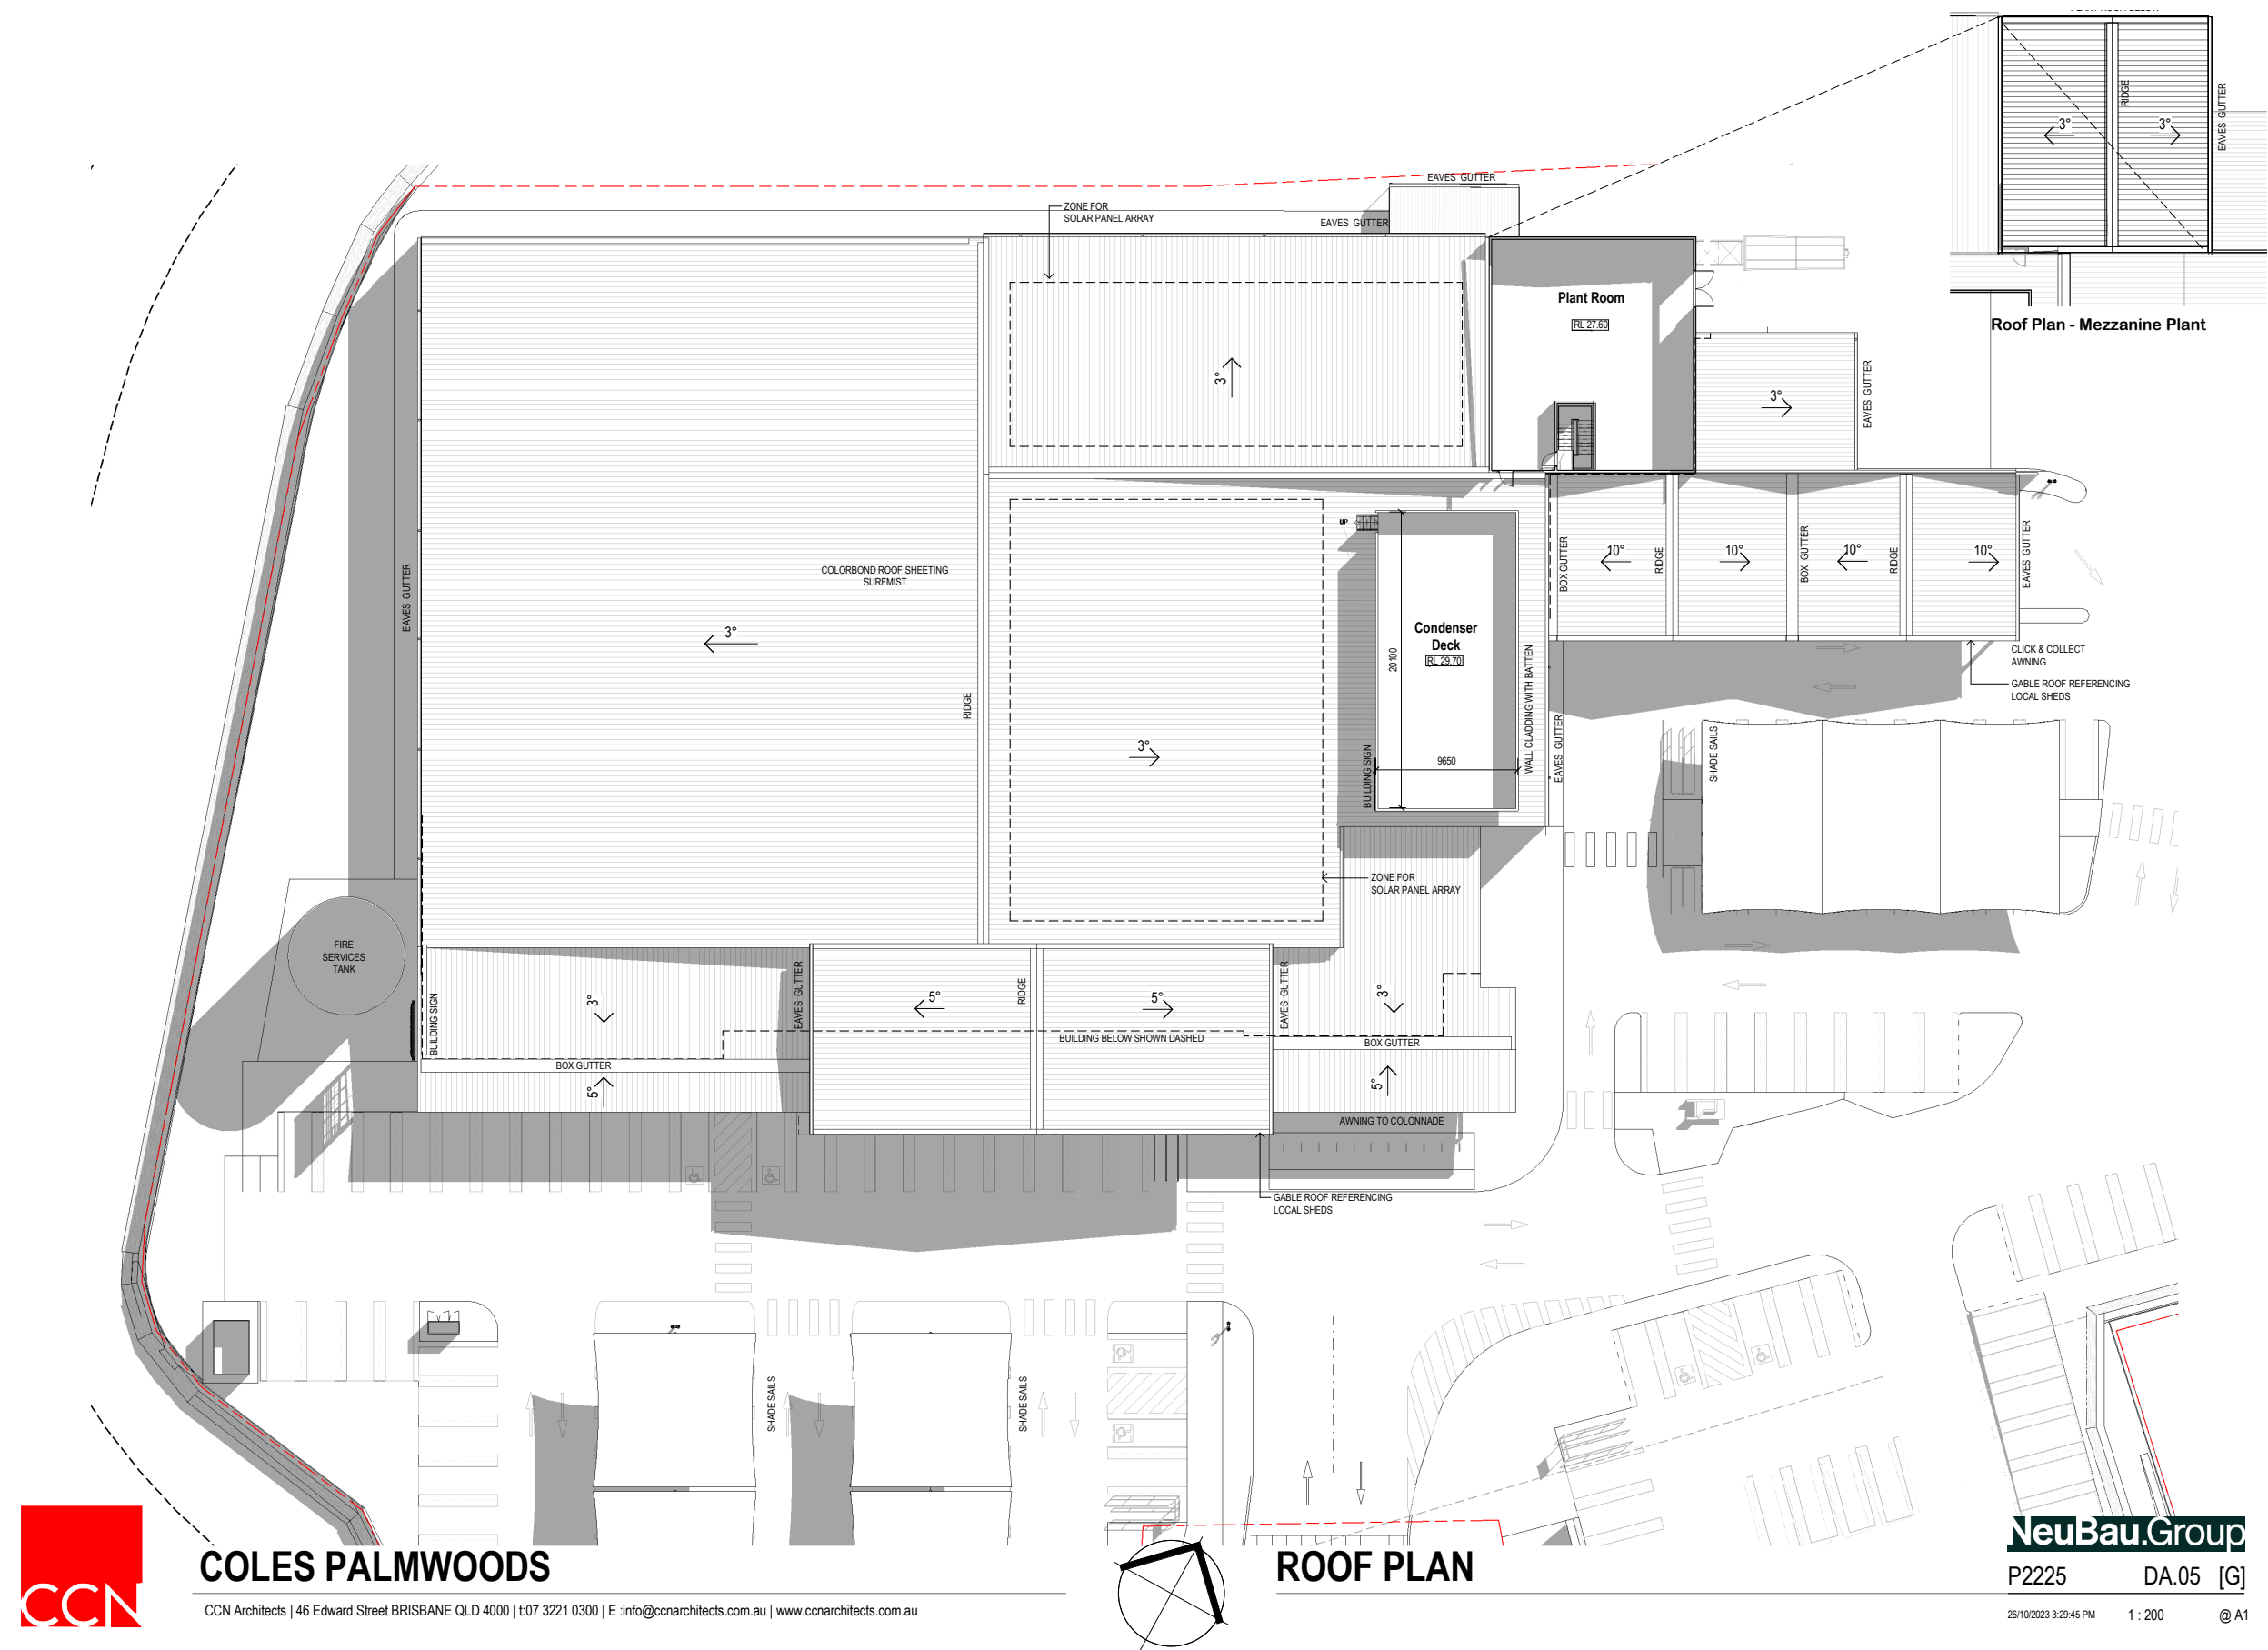 RIDGE
EAVES GUTTER
3°
3°
Roof Plan - Mezzanine Plant
EAVES GUTTER
EAVES GUTTER
ZONE FOR
SOLAR PANEL ARRAY
Plant Room
RL 27.60
3°
3°
EAVES GUTTER
EAVES GUTTER
COLORBOND ROOF SHEETING
SURFMIST
3°
RIDGE
UP
20100
Condenser
Deck
RL 29.70
9650
BUILDING SIGN
WALL CLADDING WITH BATTEN
EAVES GUTTER
3°
BOX GUTTER
10°
RIDGE
10°
BOX GUTTER
10°
RIDGE
10°
EAVES GUTTER
CLICK & COLLECT
AWNING
GABLE ROOF REFERENCING
LOCAL SHEDS
SHADE SAILS
ZONE FOR
SOLAR PANEL ARRAY
FIRE
SERVICES
TANK
BUILDING SIGN
3°
BOX GUTTER
5°
EAVES GUTTER
5°
RIDGE
5°
BUILDING BELOW SHOWN DASHED
EAVES GUTTER
3°
BOX GUTTER
5°
AWNING TO COLONNADE
GABLE ROOF REFERENCING
LOCAL SHEDS
SHADE SAILS
SHADE SAILS
CCN
COLES PALMWOODS
CCN Architects | 46 Edward Street BRISBANE QLD 4000 | t:07 3221 0300 | E :info@ccnarchitects.com.au | www.ccnarchitects.com.au
ROOF PLAN
NeuBau.Group
P2225 DA.05 [G]
26/10/2023 3:29:45 PM 1 : 200 @ A1